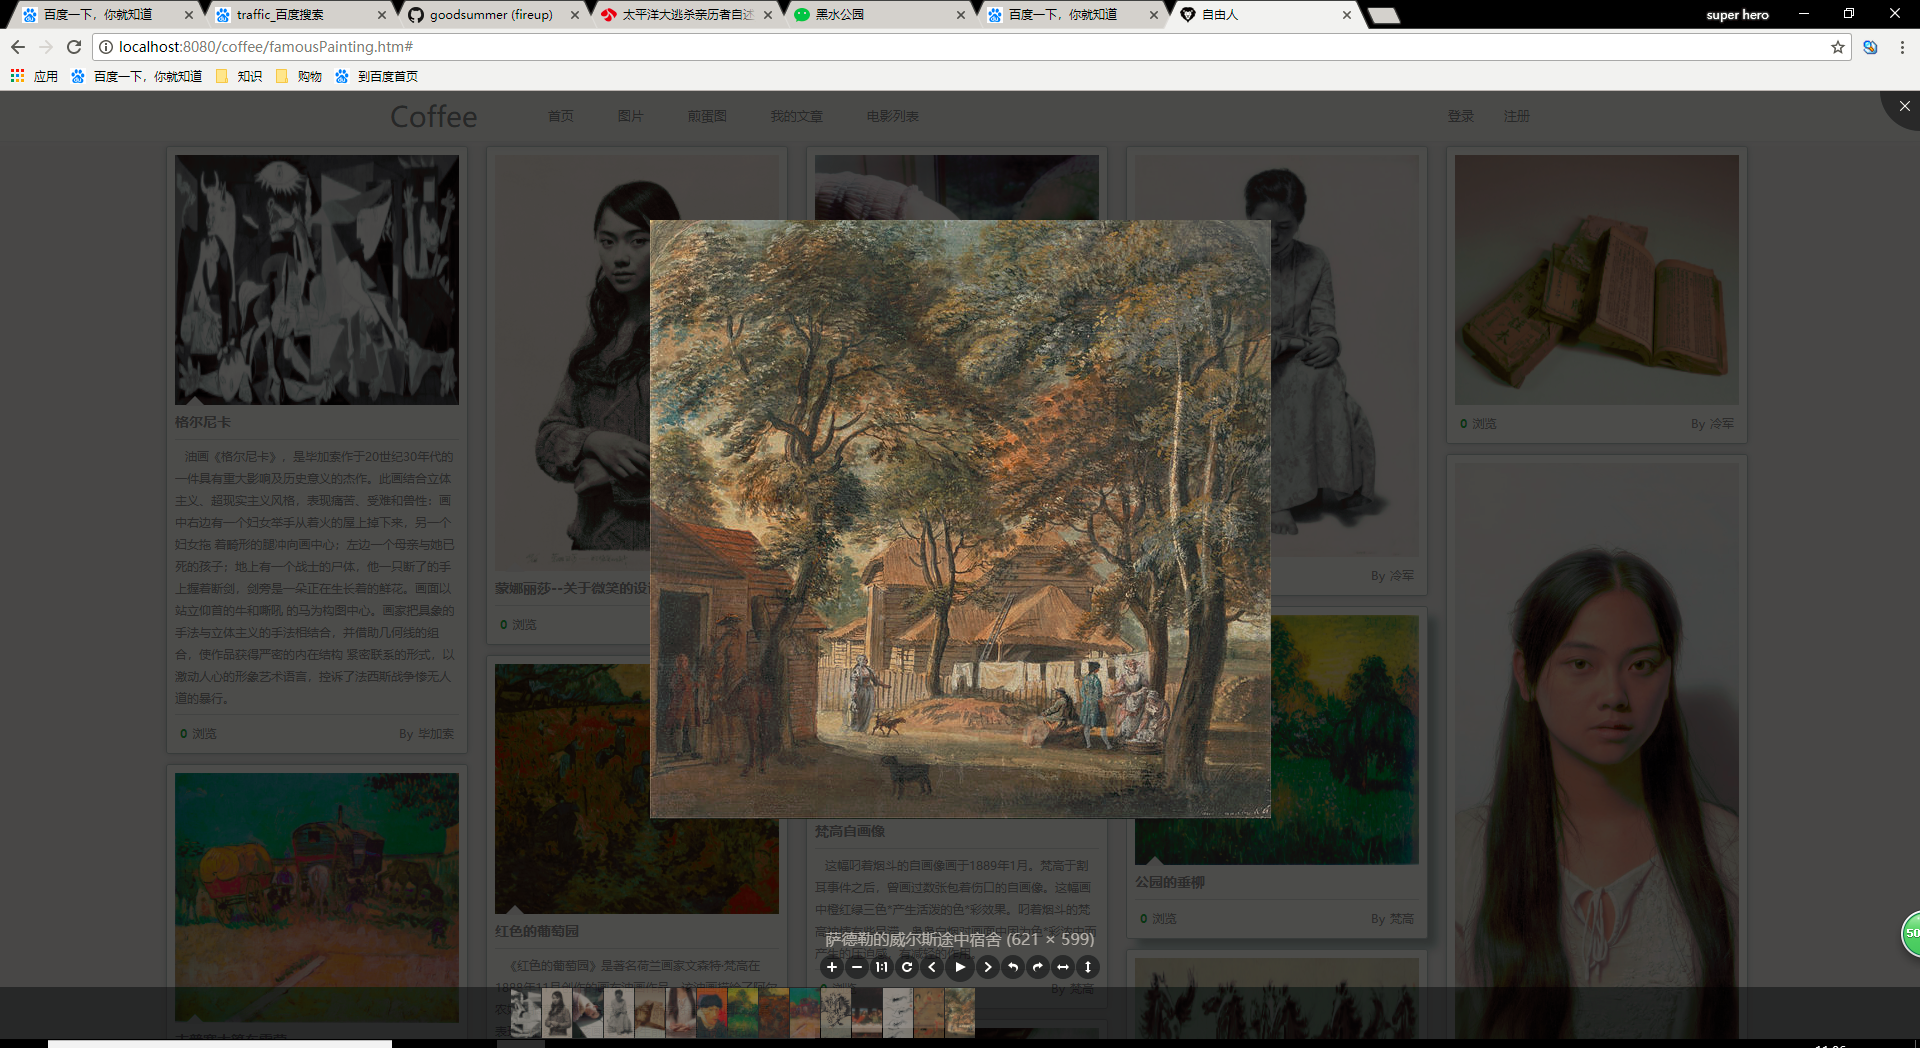 百度一下，你就知道
traffic_百度搜索
goodsummer (fireup)
太平洋大逃杀亲历者自述
黑水公园
百度一下，你就知道
自由人
super hero
localhost:8080/coffee/famousPainting.htm#
应用
百度一下，你就知道
知识
购物
到百度首页
Coffee
首页
图片
煎蛋图
我的文章
电影列表
登录
注册
格尔尼卡
油画《格尔尼卡》，是毕加索作于20世纪30年代的
一件具有重大影响及历史意义的杰作。此画结合立体
主义、超现实主义风格，表现痛苦、受难和兽性：画
中右边有一个妇女举手从着火的屋上掉下来，另一个
妇女拖 着畸形的腿冲向画中心；左边一个母亲与她已
死的孩子；地上有一个战士的尸体，他一只断了的手
上握着断剑，剑旁是一朵正在生长着的鲜花。画面以
站立仰首的牛和嘶吼 的马为构图中心。画家把具象的
手法与立体主义的手法相结合，并借助几何线的组
合，使作品获得严密的内在结构 紧密联系的形式，以
激动人心的形象艺术语言，控诉了法西斯战争惨无人
道的暴行。
0 浏览
By 毕加索
蒙娜丽莎--关于微笑的设
0 浏览
红色的葡萄园
《红色的葡萄园》是著名荷兰画家文森特·梵高在
梵高自画像
这幅叼着烟斗的自画像画于1889年1月。梵高于割
耳事件之后，曾画过数张包着伤口的自画像。这幅画
中橙红绿三色*产生活泼的色*彩效果。叼着烟斗的梵
By 梵高
By 冷军
公园的垂柳
0 浏览
By 梵高
0 浏览
By 冷军
萨德勒的威尔斯途中宿舍 (621 × 599)
1:1
50